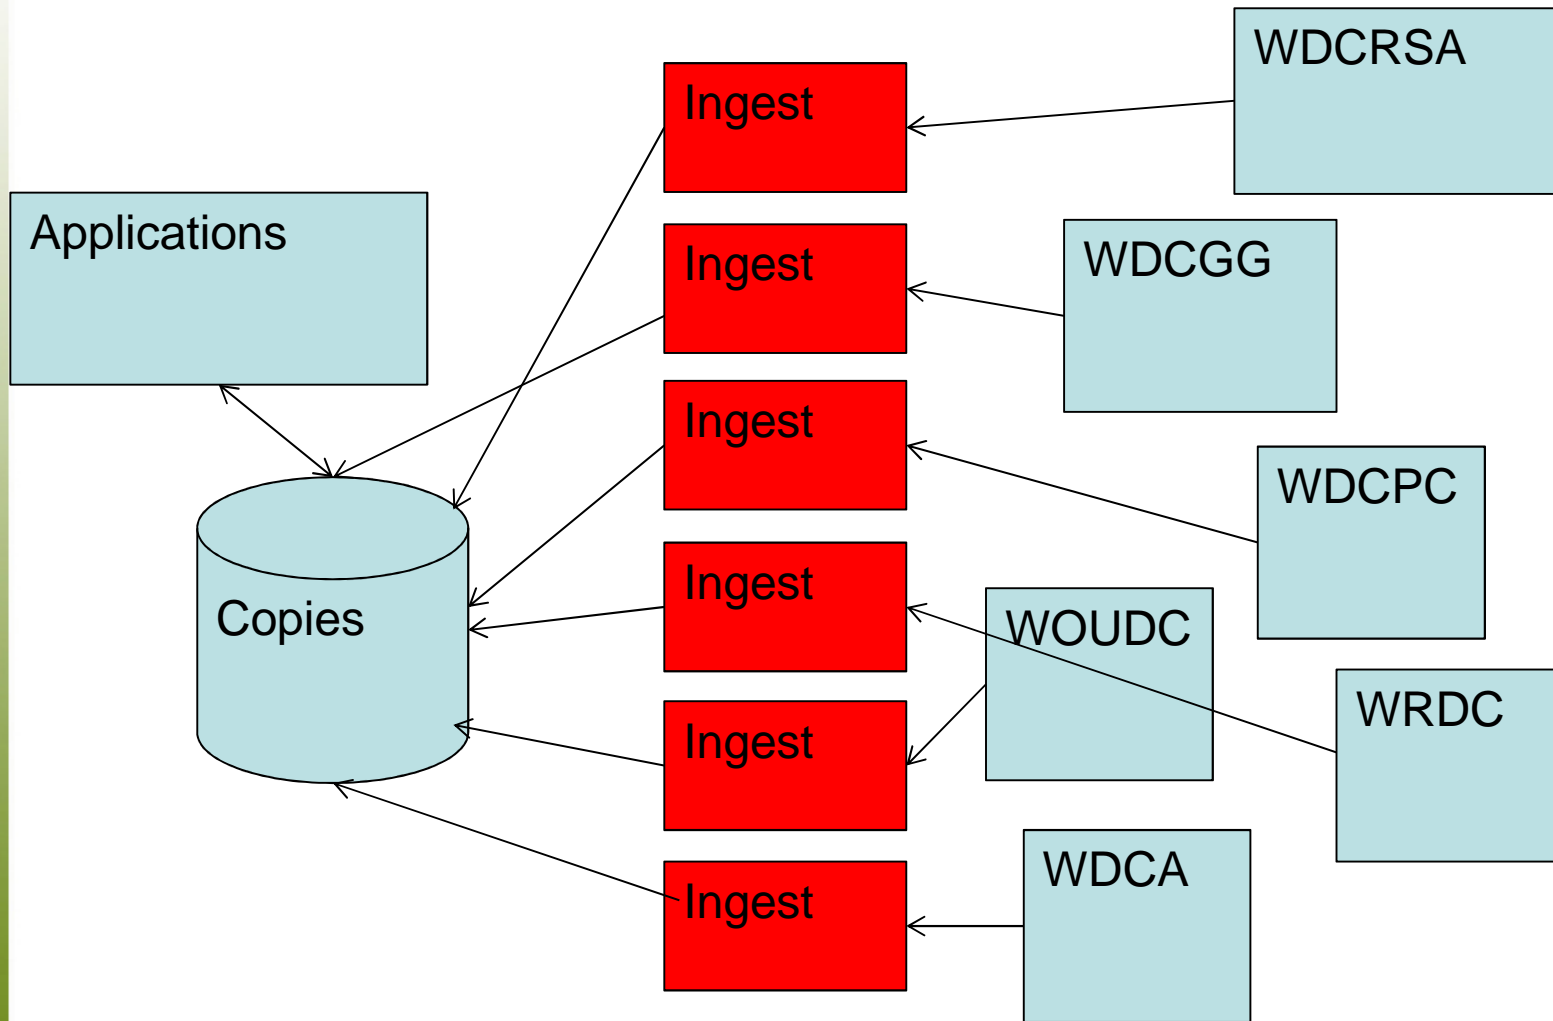 WDCRSA
Ingest
Applications
Ingest
WDCGG
Ingest
WDCPC
Ingest
Copies
WOUDC
WRDC
Ingest
WDCA
Ingest